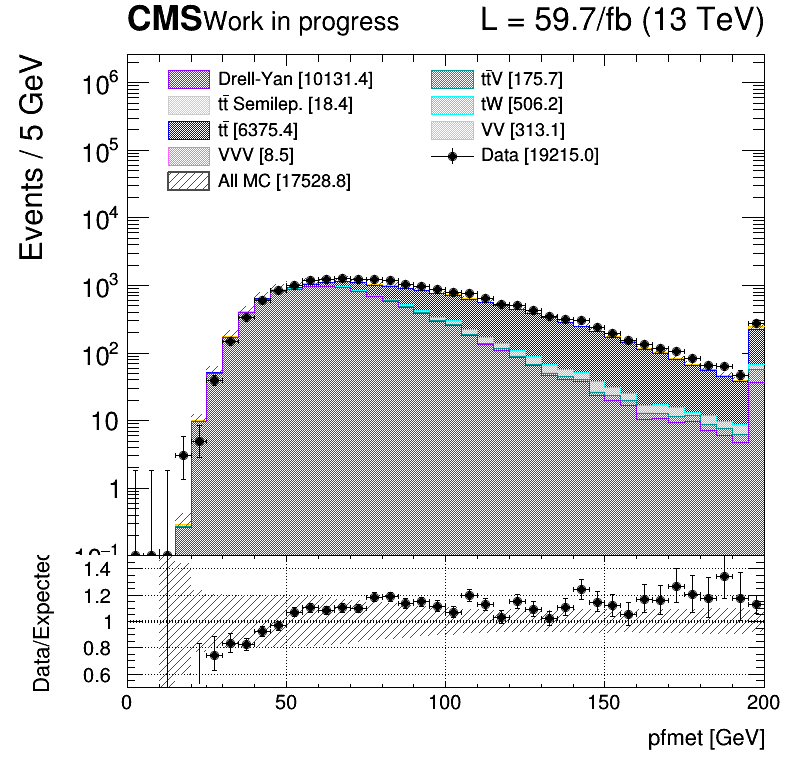 CMS Work in progress L = 59.7/fb (13 TeV)
Events / 5 GeV
Drell-Yan [10131.4]
tt̄ Semilep. [18.4]
tt̄ [6375.4]
VVV [8.5]
All MC [17528.8]
tt̄V [175.7]
tW [506.2]
VV [313.1]
Data [19215.0]
10⁶
10⁵
10⁴
10³
10²
10
1
10⁻¹
Data/Expected
1.4
1.2
1
0.8
0.6
0 50 100 150 200
pfmet [GeV]